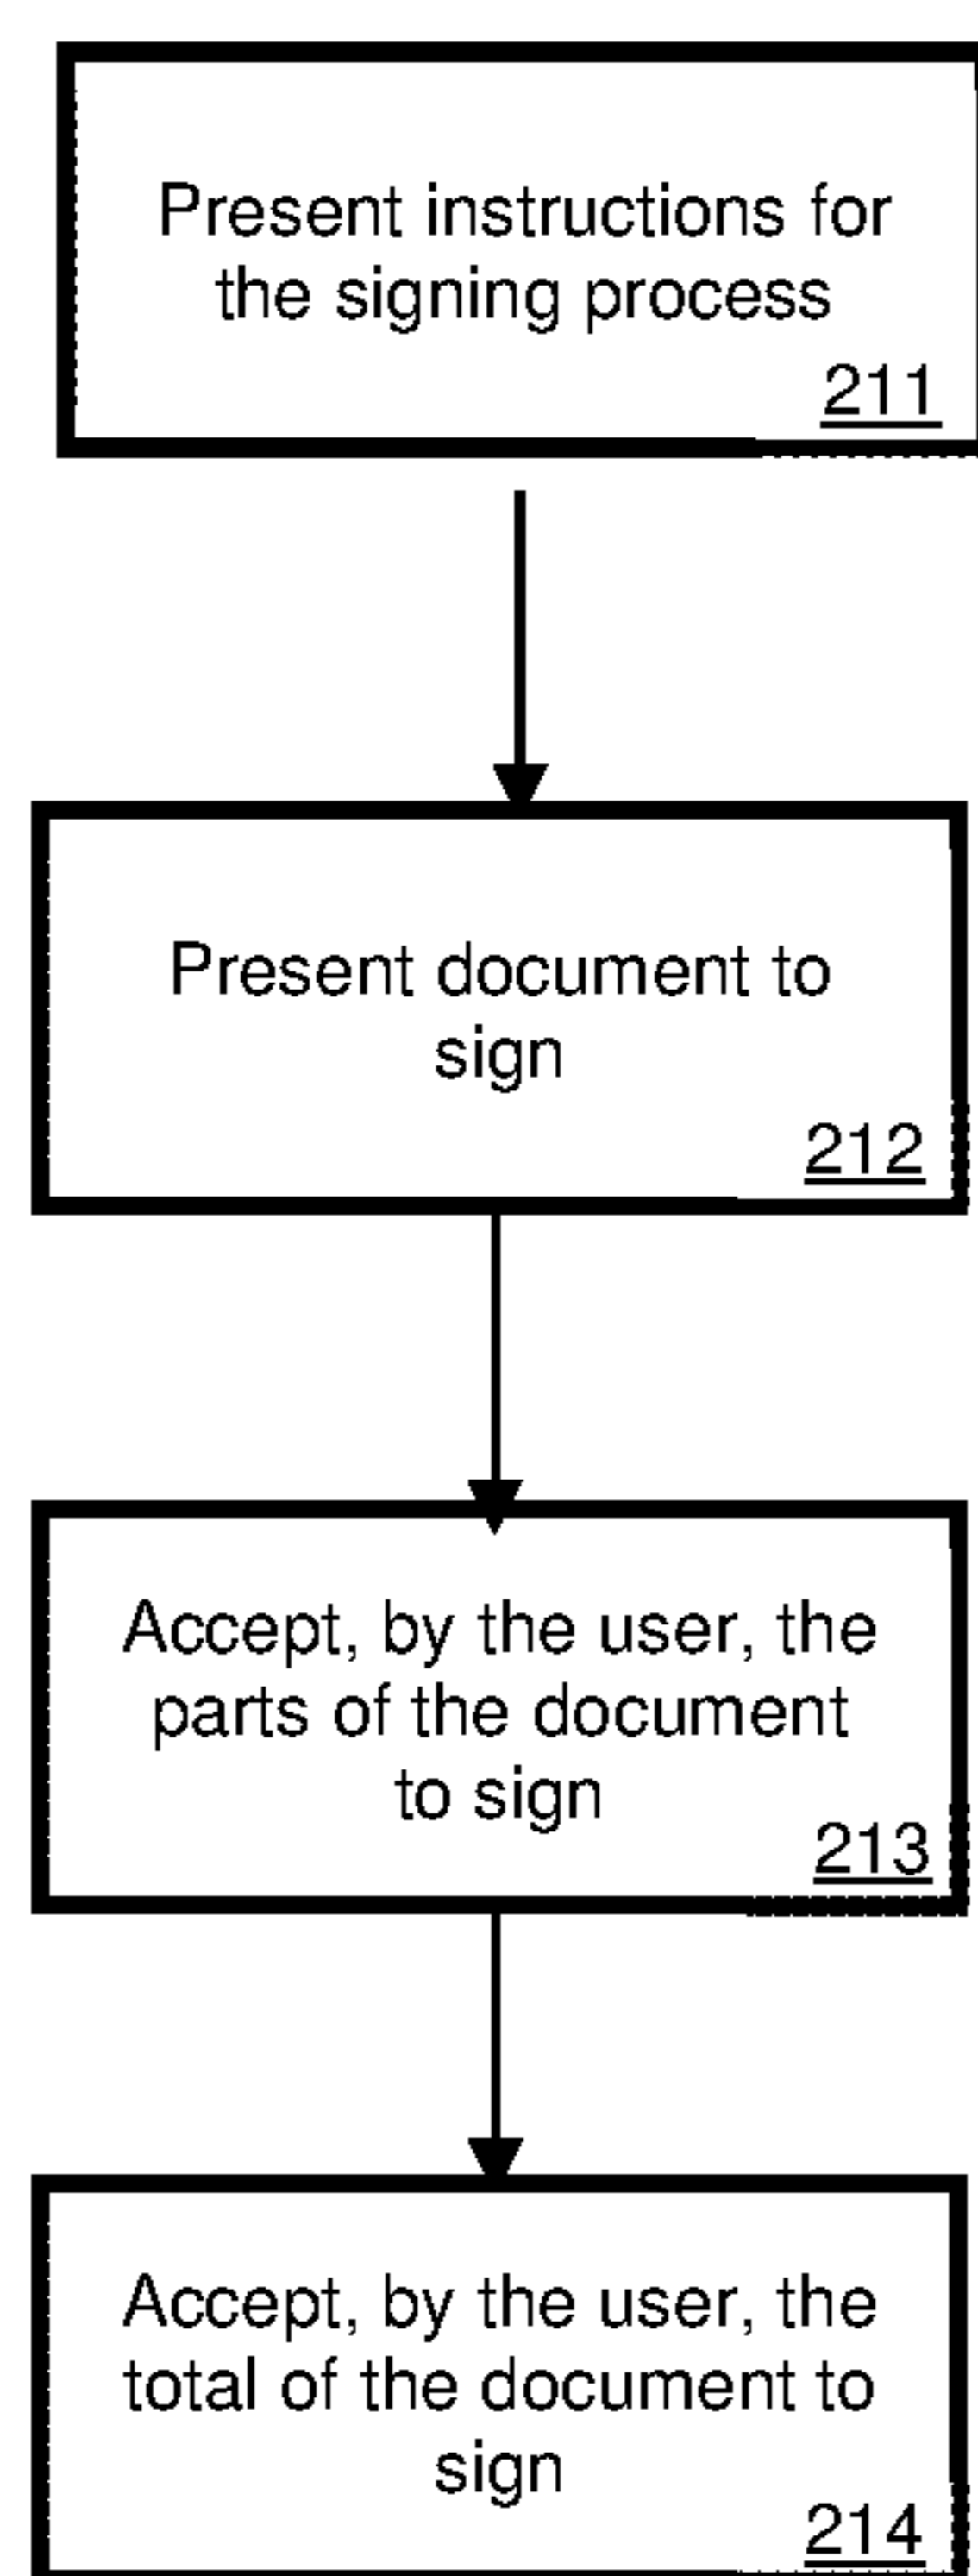 Present instructions for
the signing process
211
Present document to
sign
212
Accept, by the user, the
parts of the document
to sign
213
Accept, by the user, the
total of the document to
sign
214